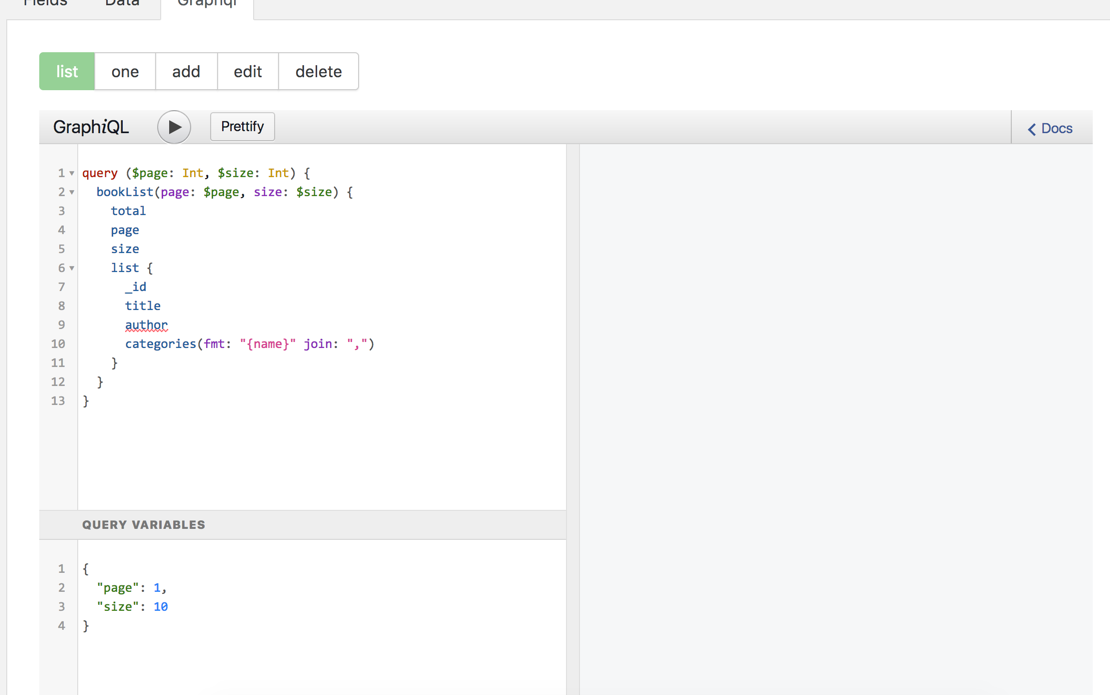 Fields Data Graphiql
list one add edit delete
GraphiQL Prettify Docs
1 query ($page: Int, $size: Int) {
2 bookList(page: $page, size: $size) {
3 total
4 page
5 size
6 list {
7 _id
8 title
9 author
10 categories(fmt: "{name}" join: ",")
11 }
12 }
13 }
QUERY VARIABLES
1 {
2 "page": 1,
3 "size": 10
4 }